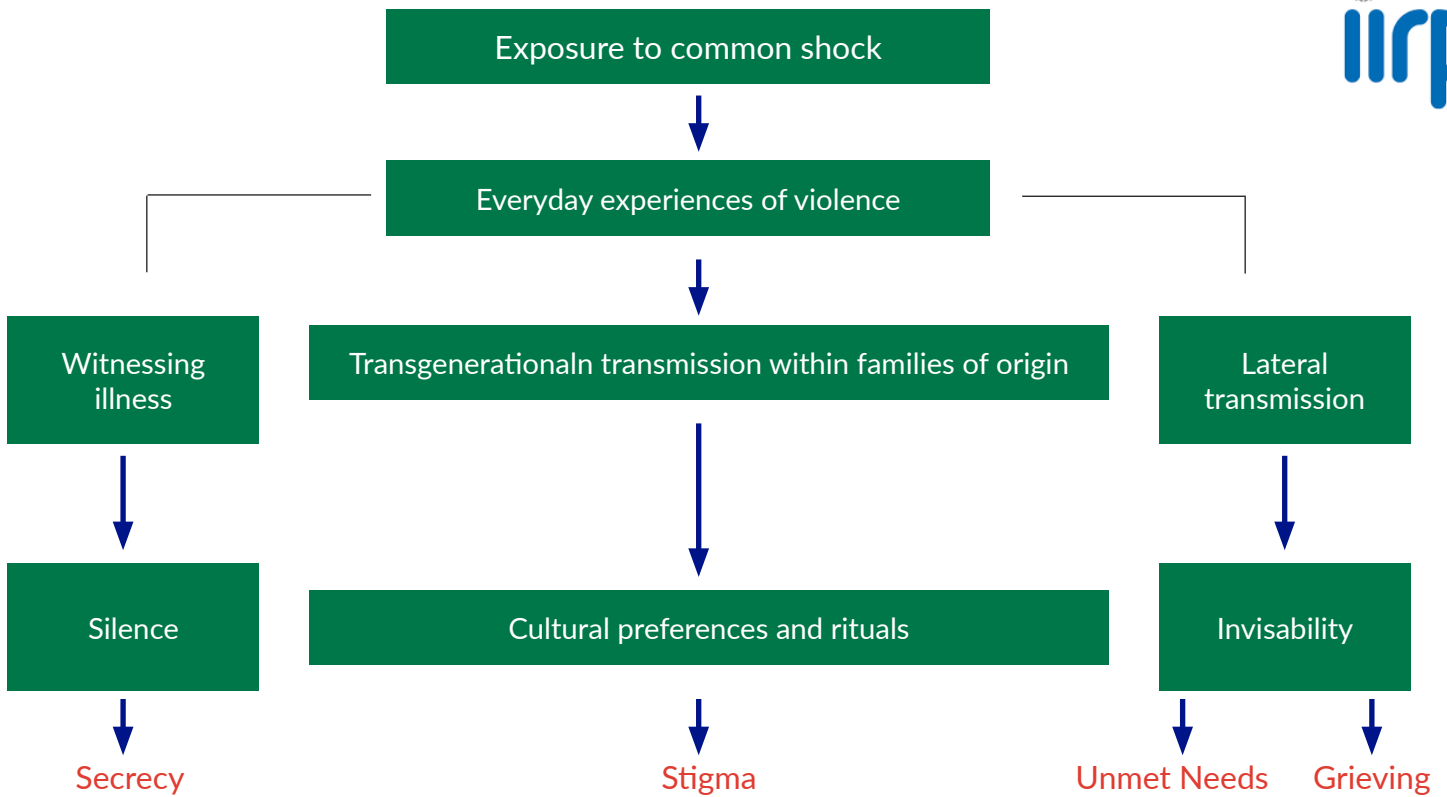 Exposure to common shock
iirp
Everyday experiences of violence
Witnessing
illness
Transgenerationaln transmission within families of origin
Lateral
transmission
Silence
Cultural preferences and rituals
Invisability
Secrecy
Stigma
Unmet Needs
Grieving